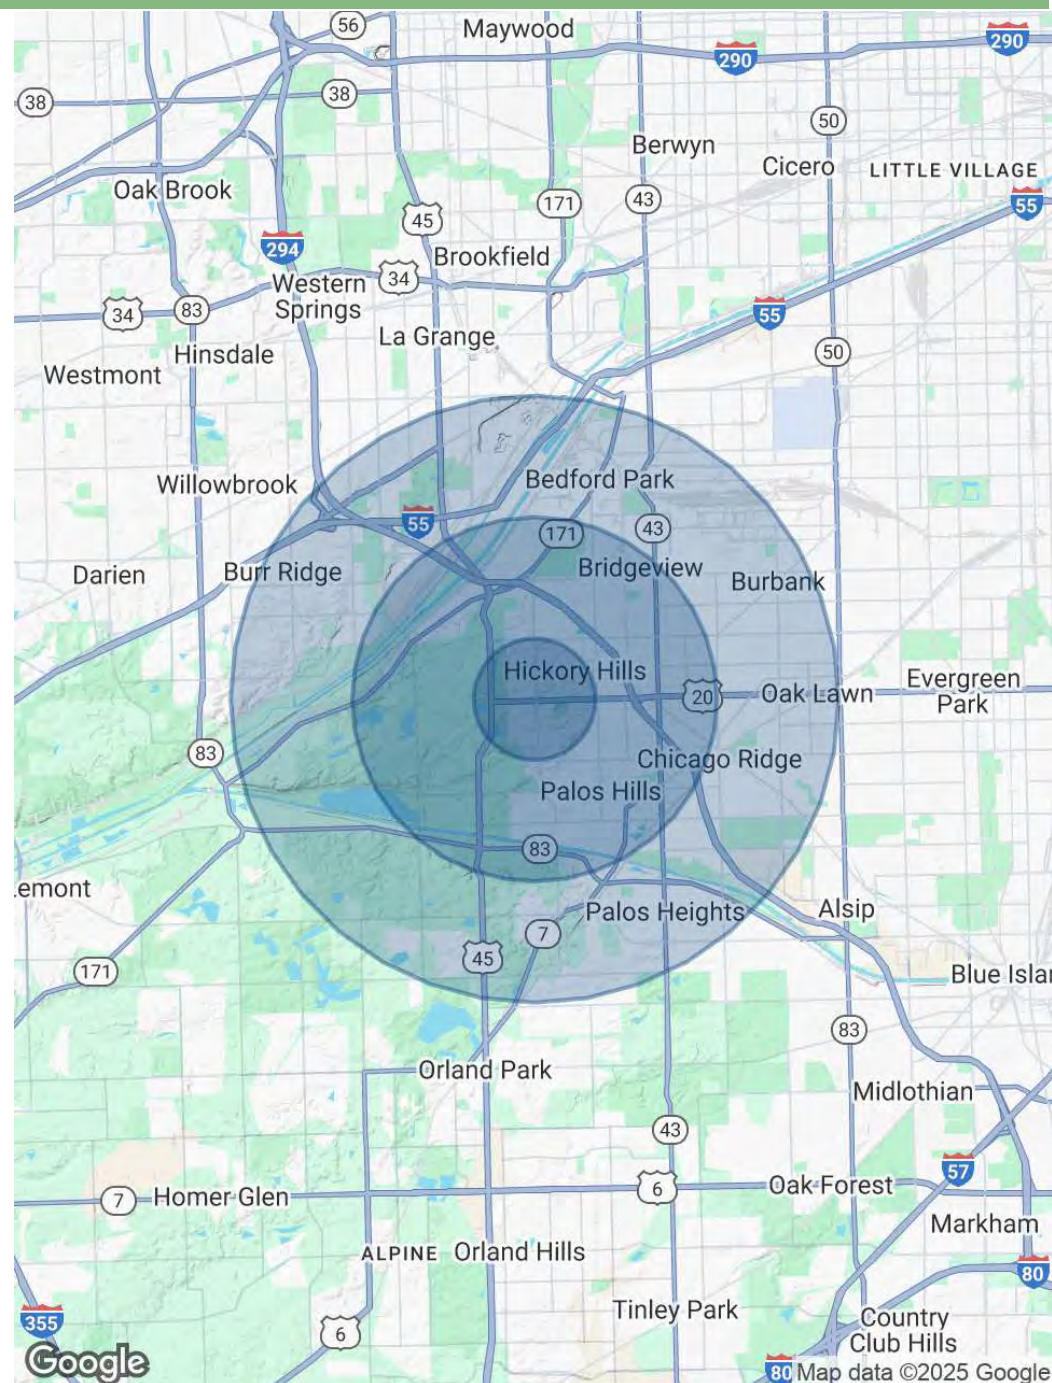 56
Maywood
290
290
38
38
50
Berwyn
Cicero
LITTLE VILLAGE
Oak Brook
171
43
55
45
294
Brookfield
Western
Springs
34
34
83
55
La Grange
Hinsdale
50
Westmont
Willowbrook
Bedford Park
55
171
43
Darien
Burr Ridge
Bridgeview
Burbank
Hickory Hills
20
Oak Lawn
Evergreen
Park
83
Chicago Ridge
Palos Hills
83
Lemont
Palos Heights
Alsip
7
45
171
Blue Islan
83
Orland Park
Midlothian
43
57
7
Homer Glen
6
Oak Forest
Markham
ALPINE
Orland Hills
80
355
6
Tinley Park
Country
Club Hills
Google
80
Map data ©2025 Google